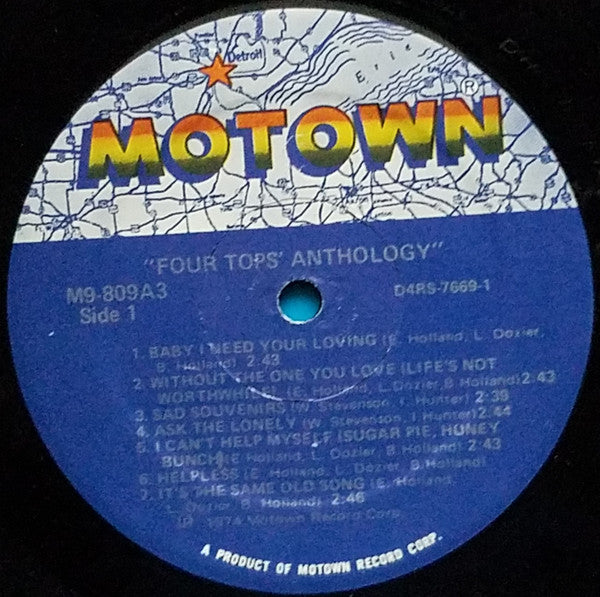 Detroit
Erie
MOTOWN®
"FOUR TOPS' ANTHOLOGY"
M9-809A3
D4RS-7669-1
Side 1
1. BABY I NEED YOUR LOVING (E. Holland, L. Dozier,
B. Holland) 2:43
2. WITHOUT THE ONE YOU LOVE (LIFE'S NOT
WORTHWHILE) (E. Holland, L. Dozier, B. Holland) 2:43
3. SAD SOUVENIRS (W. Stevenson, I. Hunter) 2:39
4. ASK THE LONELY (W. Stevenson, I. Hunter) 2:44
5. I CAN'T HELP MYSELF (SUGAR PIE, HONEY
BUNCH) (E. Holland, L. Dozier, B. Holland) 2:43
6. HELPLESS (E. Holland, L. Dozier, B. Holland)
7. IT'S THE SAME OLD SONG (E. Holland,
L. Dozier, B. Holland) 2:46
1974 Motown Record Corp.
A PRODUCT OF MOTOWN RECORD CORP.